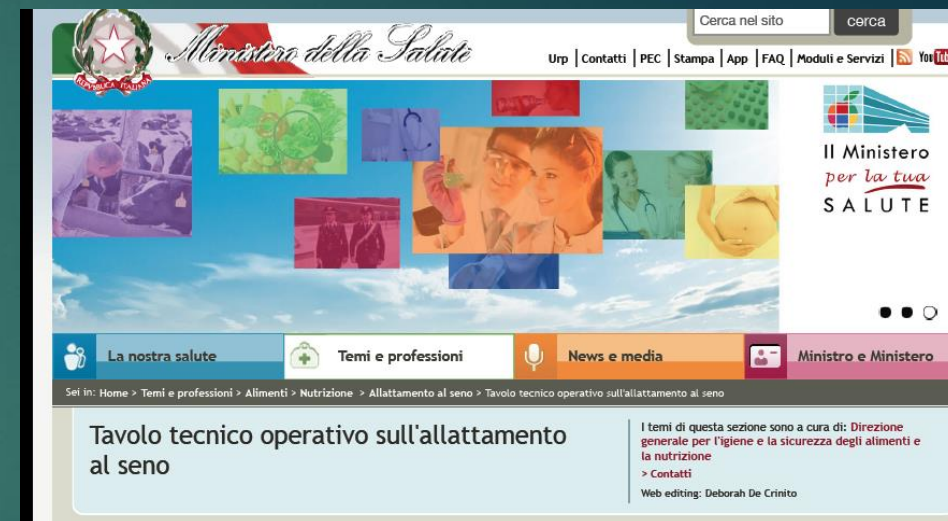 Cerca nel sito
cerca
Ministero della Salute
REPVBBLICA ITALIANA
Urp | Contatti | PEC | Stampa | App | FAQ | Moduli e Servizi | YouTub
Il Ministero
per la tua
SALUTE
La nostra salute
Temi e professioni
News e media
Ministro e Ministero
Sei in: Home > Temi e professioni > Alimenti > Nutrizione > Allattamento al seno > Tavolo tecnico operativo sull'allattamento al seno
Tavolo tecnico operativo sull'allattamento
al seno
I temi di questa sezione sono a cura di: Direzione
generale per l'igiene e la sicurezza degli alimenti e
la nutrizione
> Contatti
Web editing: Deborah De Crinito